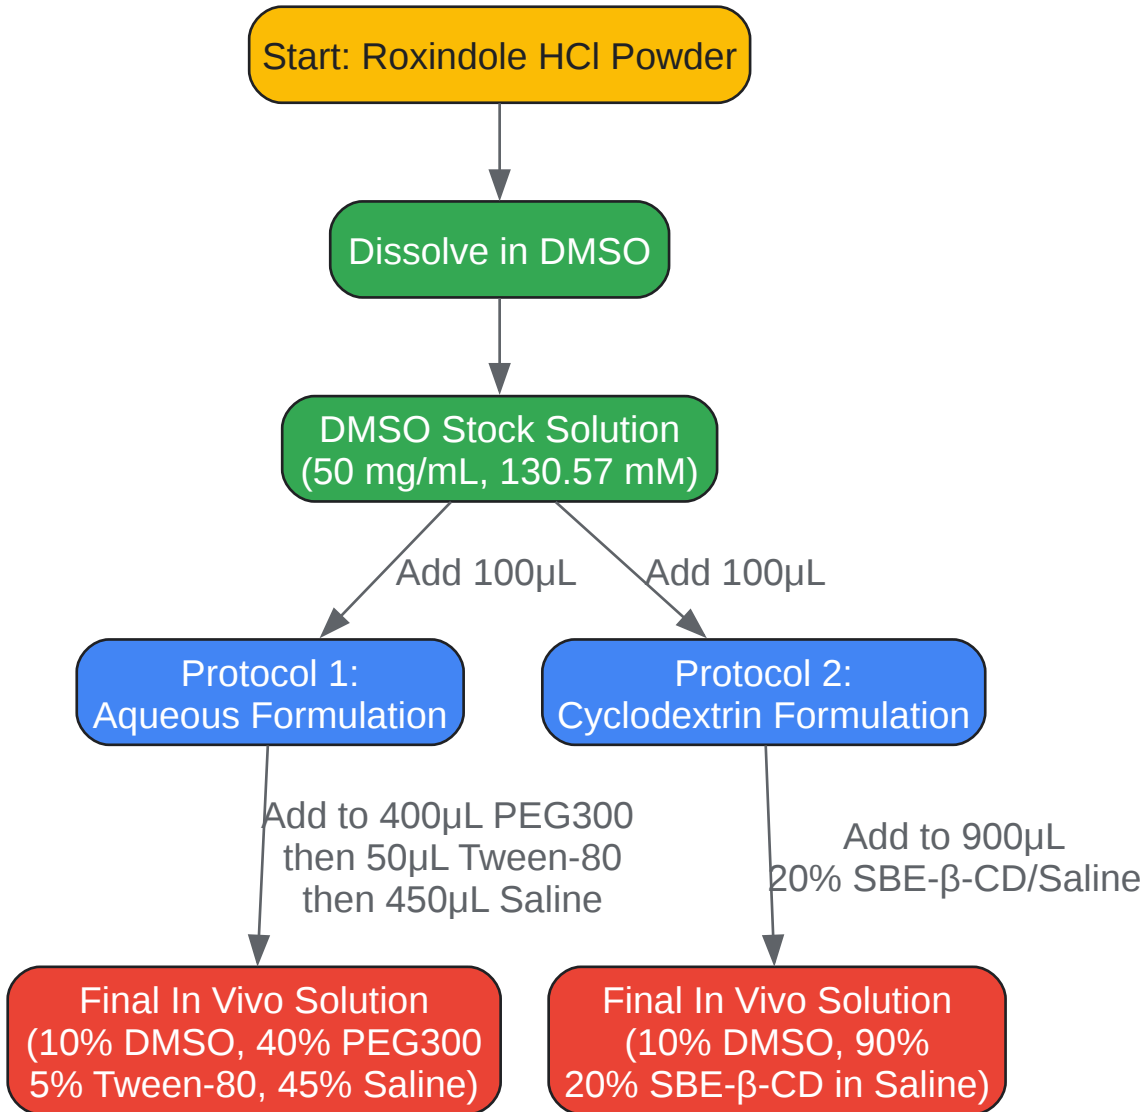 Start: Roxindole HCl Powder
Dissolve in DMSO
DMSO Stock Solution
(50 mg/mL, 130.57 mM)
Add 100μL
Add 100μL
Protocol 1:
Aqueous Formulation
Protocol 2:
Cyclodextrin Formulation
Add to 400μL PEG300
then 50μL Tween-80
then 450μL Saline
Add to 900μL
20% SBE-β-CD/Saline
Final In Vivo Solution
(10% DMSO, 40% PEG300
5% Tween-80, 45% Saline)
Final In Vivo Solution
(10% DMSO, 90%
20% SBE-β-CD in Saline)